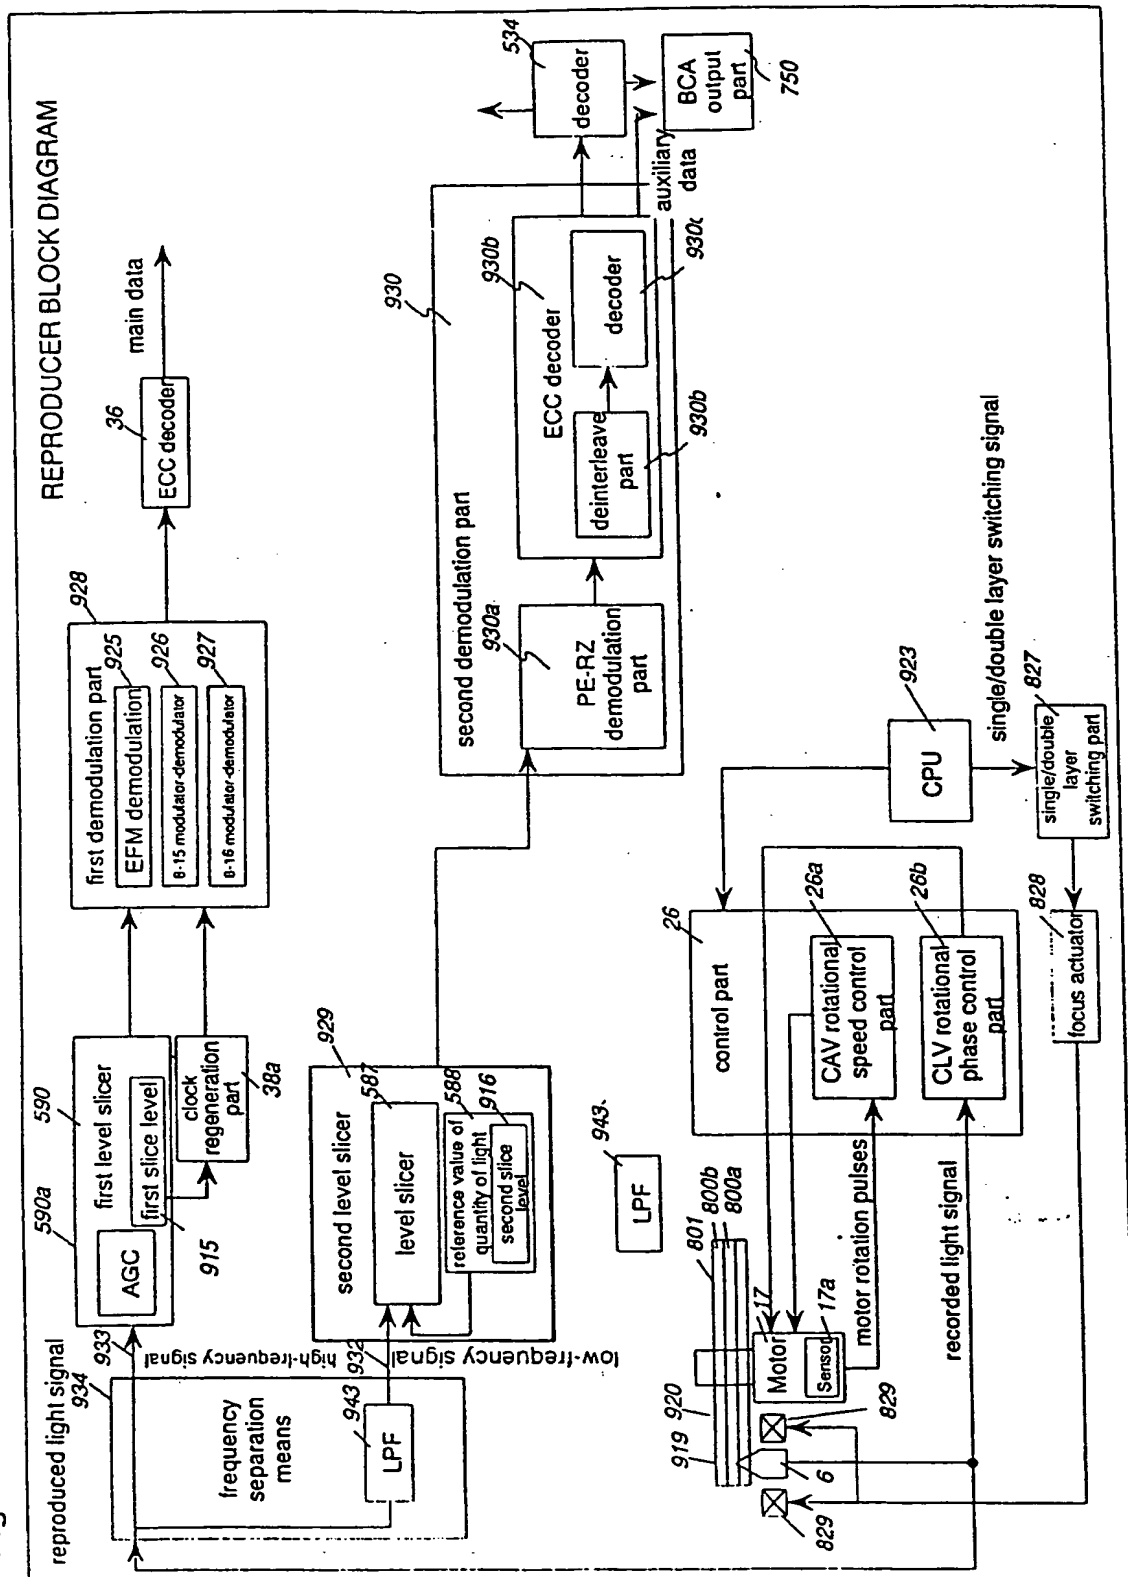 REPRODUCER BLOCK DIAGRAM
reproduced light signal
934
frequency
separation
means
943
LPF
933
high-frequency signal
932
low-frequency signal
590a
590
first level slicer
AGC
first slice level
915
clock
regeneration
part
38a
928
first demodulation part
925
EFM demodulation
926
8-15 modulator-demodulator
927
8-16 modulator-demodulator
36
ECC decoder
main data
929
second level slicer
587
level slicer
588
reference value of
quantity of light
916
second slice
level
930
second demodulation part
930a
PE-RZ
demodulation
part
930b
ECC decoder
deinterleave
part
930b
decoder
930c
auxiliary
data
534
decoder
BCA
output
part
750
943
LPF
801
800b
800a
919
920
Motor
17
Sensor
17a
829
6
829
motor rotation pulses
recorded light signal
26
control part
26a
CAV rotational
speed control
part
26b
CLV rotational
phase control
part
923
CPU
single/double layer switching signal
827
single/double
layer
switching part
828
focus actuator